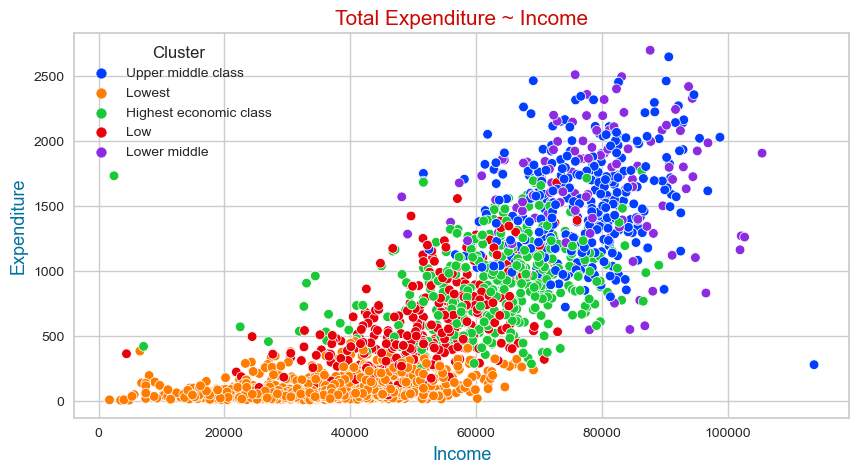 Total Expenditure ~ Income
Cluster
Upper middle class
Lowest
Highest economic class
Low
Lower middle
Expenditure
2500
2000
1500
1000
500
0
0 20000 40000 60000 80000 100000
Income